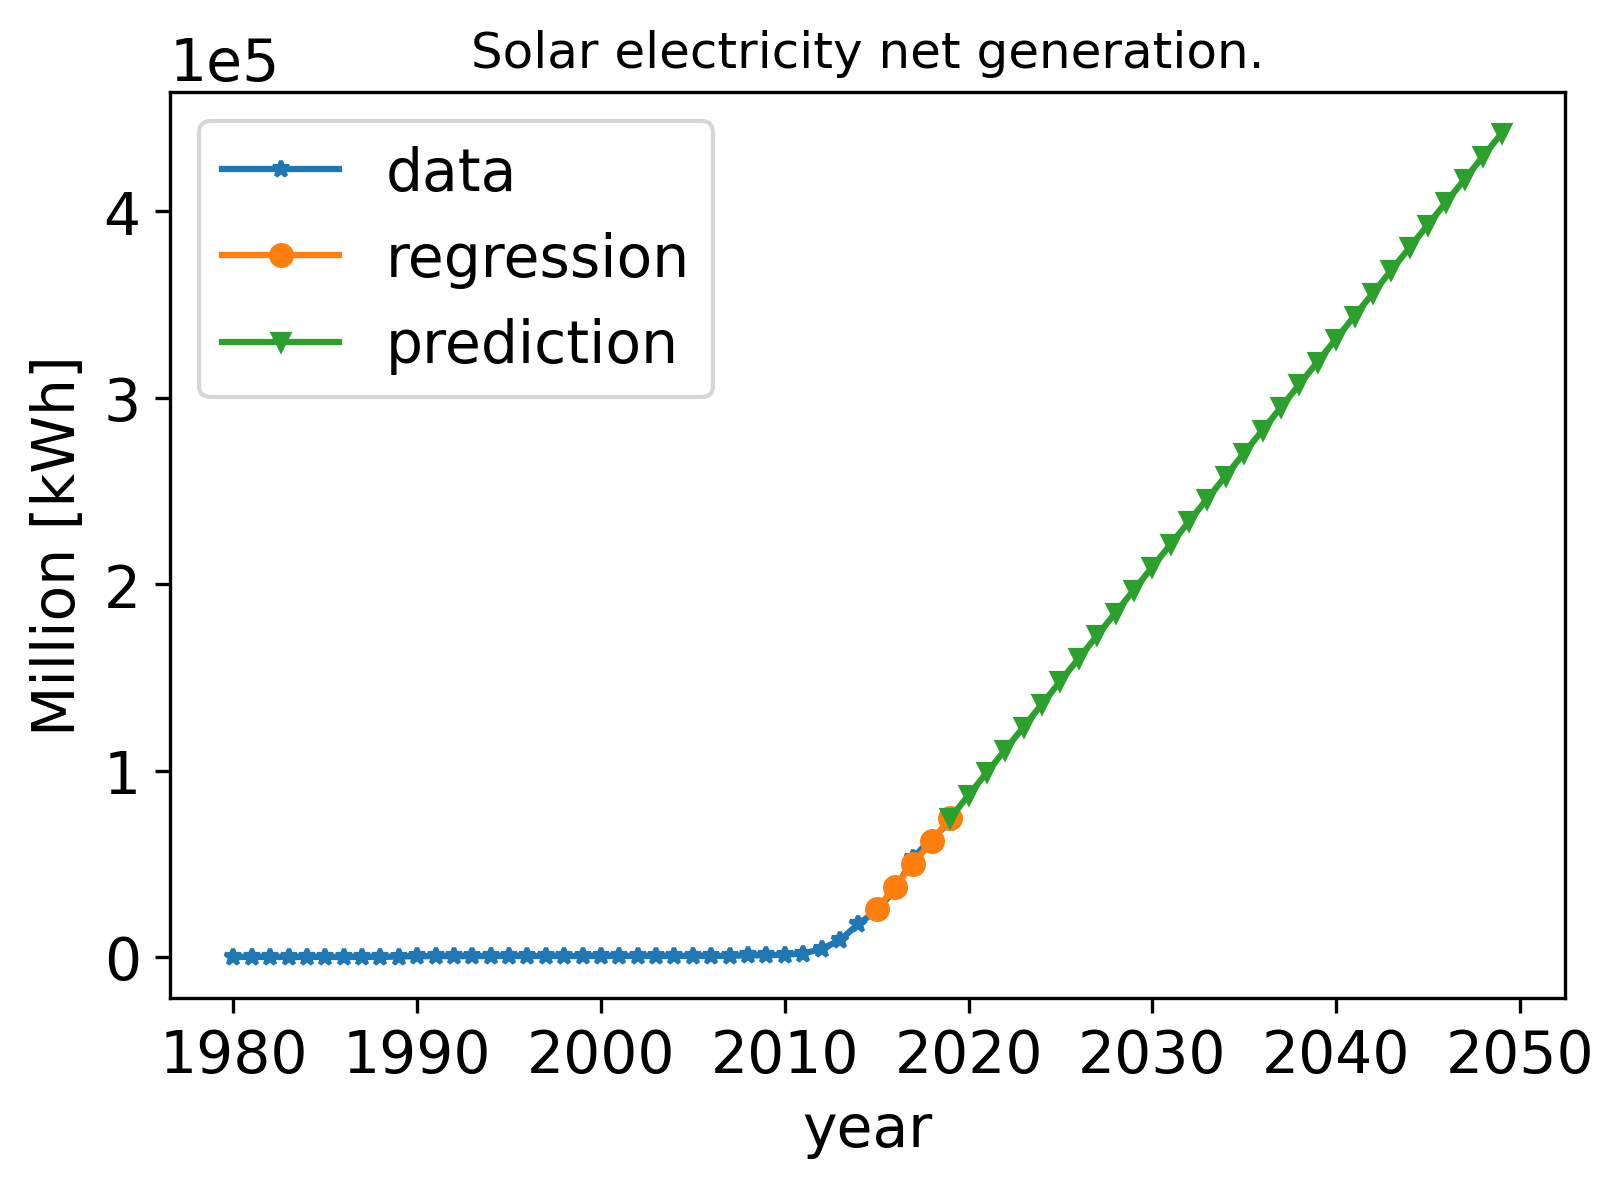 Solar electricity net generation.
1e5
data
regression
prediction
Million [kWh]
4
3
2
1
0
1980 1990 2000 2010 2020 2030 2040 2050
year